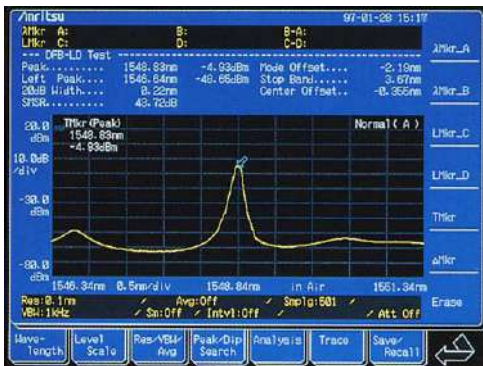 Anritsu 97-01-28 15:17
λMkr A: B: B-A:
LMkr C: D: C-D:
--- DFB-LD Test ---
Peak......... 1548.83nm -4.93dBm Mode Offset.... -2.19nm
Left Peak.... 1546.64nm -48.65dBm Stop Band...... 3.67nm
20dB Width.... 0.22nm Center Offset -0.355nm
SMSR......... 43.72dB
20.0 dBm
TMkr(Peak) Normal( A )
1548.83nm
-4.93dBm
10.0dB /div
-30.0 dBm
-80.0 dBm
1546.34nm 0.5nm/div 1548.84nm in Air 1551.34nm
Res:0.1nm / Avg:Off / Smplg:501 /
VBW:1kHz / Sm:Off / Intvl:Off / Att Off
λMkr_A
λMkr_B
LMkr_C
LMkr_D
TMkr
ΔMkr
Erase
Wave-length
Level Scale
Res/VBW/Avg
Peak/Dip Search
Analysis
Trace
Save/Recall